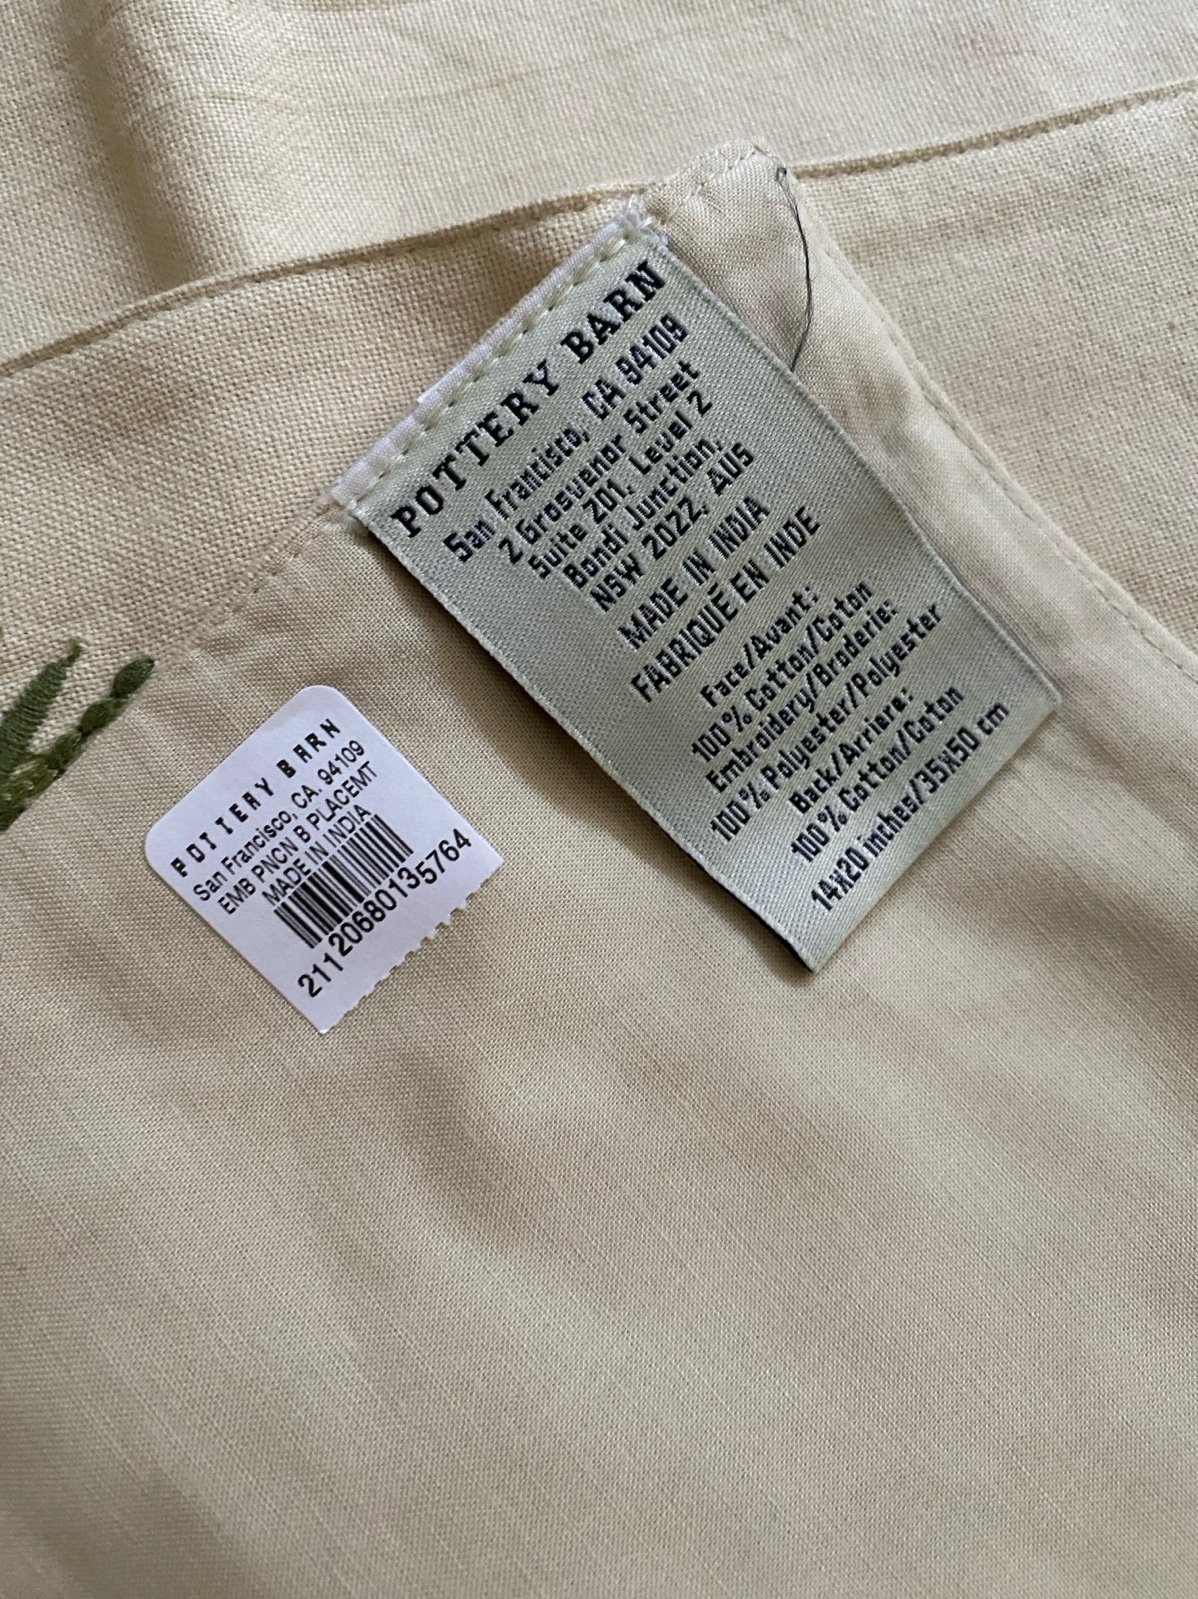 POTTERY BARN
San Francisco, CA 94109
2 Grosvenor Street
Suite 201, Level 2
Bondi Junction,
NSW 2022, AUS
MADE IN INDIA
FABRIQUÉ EN INDE
Face/Avant:
100% Cotton/Coton
Embroidery/Broderie:
100% Polyester/Polyester
Back/Arriere:
100% Cotton/Coton
14x20 inches/35x50 cm
POTTERY BARN
San Francisco, CA. 94109
EMB PNCN B PLACEMT
MADE IN INDIA
21120680135764